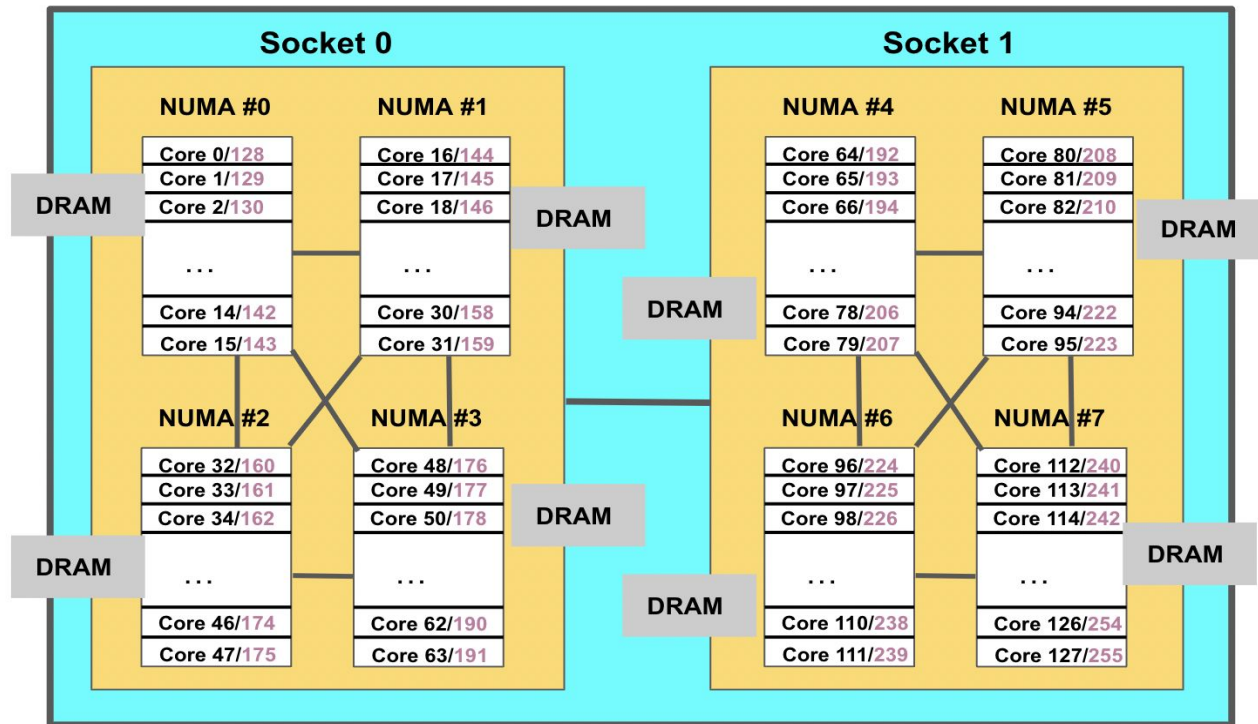 Socket 0
NUMA #0
Core 0/128
Core 1/129
Core 2/130
...
Core 14/142
Core 15/143
DRAM
NUMA #1
Core 16/144
Core 17/145
Core 18/146
...
Core 30/158
Core 31/159
DRAM
NUMA #2
Core 32/160
Core 33/161
Core 34/162
...
Core 46/174
Core 47/175
DRAM
NUMA #3
Core 48/176
Core 49/177
Core 50/178
...
Core 62/190
Core 63/191
DRAM
Socket 1
NUMA #4
Core 64/192
Core 65/193
Core 66/194
...
Core 78/206
Core 79/207
DRAM
NUMA #5
Core 80/208
Core 81/209
Core 82/210
...
Core 94/222
Core 95/223
DRAM
NUMA #6
Core 96/224
Core 97/225
Core 98/226
...
Core 110/238
Core 111/239
DRAM
NUMA #7
Core 112/240
Core 113/241
Core 114/242
...
Core 126/254
Core 127/255
DRAM